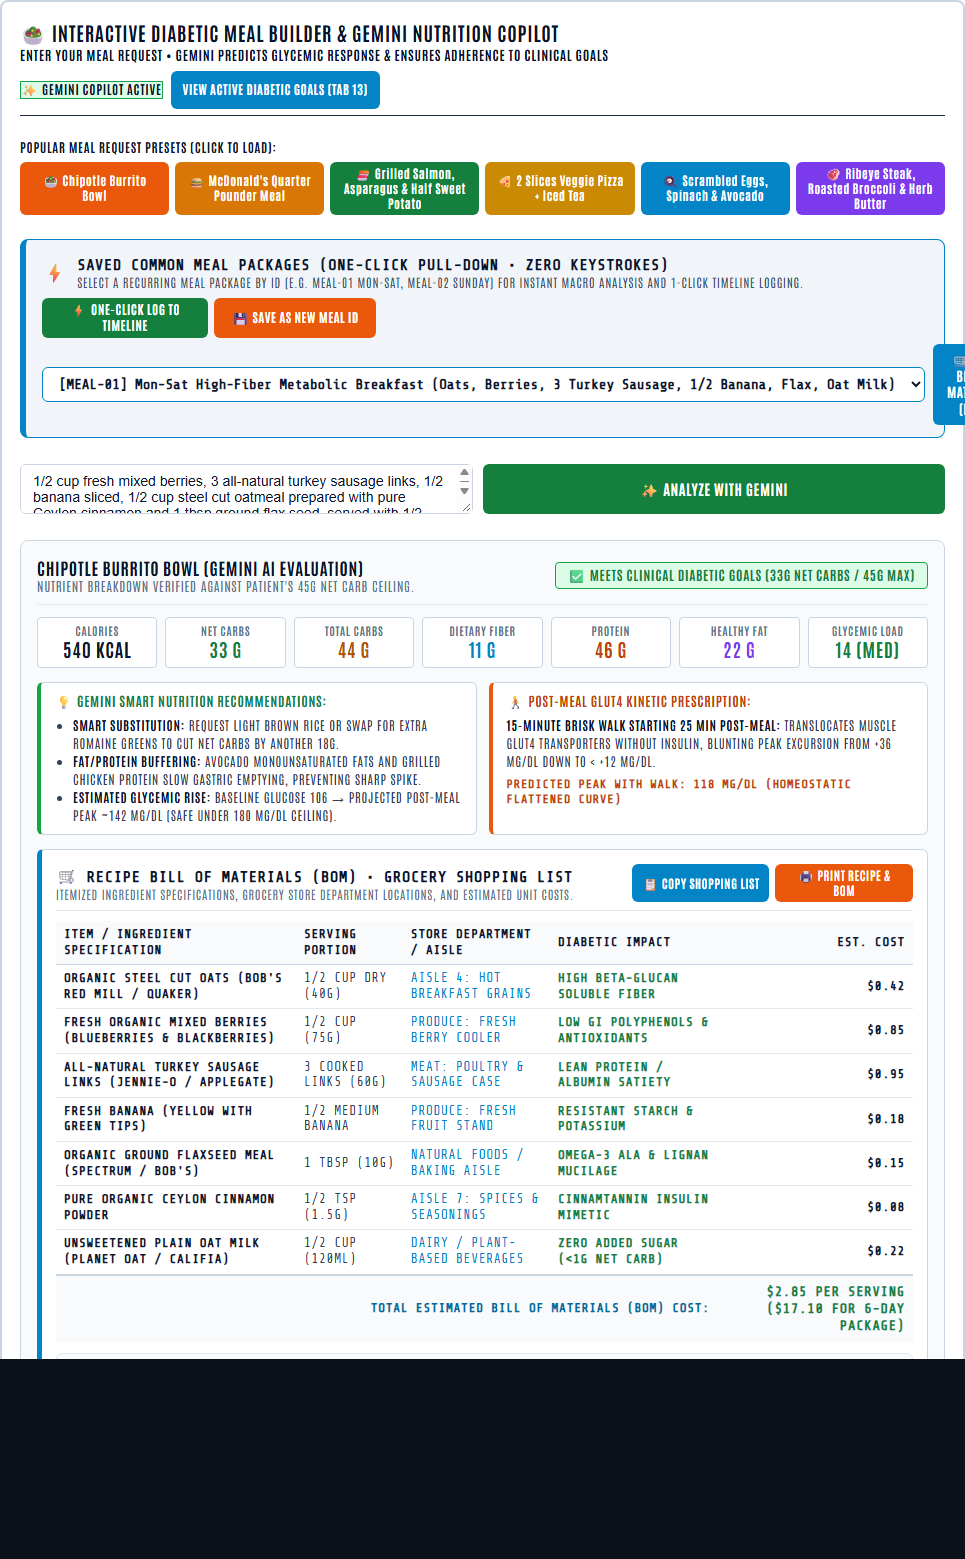 INTERACTIVE DIABETIC MEAL BUILDER & GEMINI NUTRITION COPILOT
ENTER YOUR MEAL REQUEST • GEMINI PREDICTS GLYCEMIC RESPONSE & ENSURES ADHERENCE TO CLINICAL GOALS
✨ GEMINI COPILOT ACTIVE
VIEW ACTIVE DIABETIC GOALS (TAB 13)
POPULAR MEAL REQUEST PRESETS (CLICK TO LOAD):
Chipotle Burrito
Bowl
McDonald's Quarter
Pounder Meal
Grilled Salmon,
Asparagus & Half Sweet
Potato
2 Slices Veggie Pizza
+ Iced Tea
Scrambled Eggs,
Spinach & Avocado
Ribeye Steak,
Roasted Broccoli & Herb
Butter
SAVED COMMON MEAL PACKAGES (ONE-CLICK PULL-DOWN • ZERO KEYSTROKES)
SELECT A RECURRING MEAL PACKAGE BY ID (E.G. MEAL-01 MON-SAT, MEAL-02 SUNDAY) FOR INSTANT MACRO ANALYSIS AND 1-CLICK TIMELINE LOGGING.
ONE-CLICK LOG TO
TIMELINE
SAVE AS NEW MEAL ID
[MEAL-01] Mon-Sat High-Fiber Metabolic Breakfast (Oats, Berries, 3 Turkey Sausage, 1/2 Banana, Flax, Oat Milk)
1/2 cup fresh mixed berries, 3 all-natural turkey sausage links, 1/2
banana sliced, 1/2 cup steel cut oatmeal prepared with pure
Ceylon cinnamon and 1 tbsp ground flax seed, served with 1/2
✨ ANALYZE WITH GEMINI
CHIPOTLE BURRITO BOWL (GEMINI AI EVALUATION)
NUTRIENT BREAKDOWN VERIFIED AGAINST PATIENT'S 45G NET CARB CEILING.
✅ MEETS CLINICAL DIABETIC GOALS (33G NET CARBS / 45G MAX)
CALORIES
540 KCAL
NET CARBS
33 G
TOTAL CARBS
44 G
DIETARY FIBER
11 G
PROTEIN
46 G
HEALTHY FAT
22 G
GLYCEMIC LOAD
14 (MED)
GEMINI SMART NUTRITION RECOMMENDATIONS:
• SMART SUBSTITUTION: REQUEST LIGHT BROWN RICE OR SWAP FOR EXTRA
ROMAINE GREENS TO CUT NET CARBS BY ANOTHER 18G.
• FAT/PROTEIN BUFFERING: AVOCADO MONOUNSATURATED FATS AND GRILLED
CHICKEN PROTEIN SLOW GASTRIC EMPTYING, PREVENTING SHARP SPIKE.
• ESTIMATED GLYCEMIC RISE: BASELINE GLUCOSE 106 → PROJECTED POST-MEAL
PEAK ~142 MG/DL (SAFE UNDER 180 MG/DL CEILING).
POST-MEAL GLUT4 KINETIC PRESCRIPTION:
15-MINUTE BRISK WALK STARTING 25 MIN POST-MEAL: TRANSLOCATES MUSCLE
GLUT4 TRANSPORTERS WITHOUT INSULIN, BLUNTING PEAK EXCURSION FROM +36
MG/DL DOWN TO < +12 MG/DL.
PREDICTED PEAK WITH WALK: 118 MG/DL (HOMEOSTATIC
FLATTENED CURVE)
RECIPE BILL OF MATERIALS (BOM) • GROCERY SHOPPING LIST
ITEMIZED INGREDIENT SPECIFICATIONS, GROCERY STORE DEPARTMENT LOCATIONS, AND ESTIMATED UNIT COSTS.
COPY SHOPPING LIST
PRINT RECIPE &
BOM
ITEM / INGREDIENT
SPECIFICATION
SERVING
PORTION
STORE DEPARTMENT
/ AISLE
DIABETIC IMPACT
EST. COST
ORGANIC STEEL CUT OATS (BOB'S
RED MILL / QUAKER)
1/2 CUP DRY
(40G)
AISLE 4: HOT
BREAKFAST GRAINS
HIGH BETA-GLUCAN
SOLUBLE FIBER
$0.42
FRESH ORGANIC MIXED BERRIES
(BLUEBERRIES & BLACKBERRIES)
1/2 CUP
(75G)
PRODUCE: FRESH
BERRY COOLER
LOW GI POLYPHENOLS &
ANTIOXIDANTS
$0.85
ALL-NATURAL TURKEY SAUSAGE
LINKS (JENNIE-O / APPLEGATE)
3 COOKED
LINKS (60G)
MEAT: POULTRY &
SAUSAGE CASE
LEAN PROTEIN /
ALBUMIN SATIETY
$0.95
FRESH BANANA (YELLOW WITH
GREEN TIPS)
1/2 MEDIUM
BANANA
PRODUCE: FRESH
FRUIT STAND
RESISTANT STARCH &
POTASSIUM
$0.18
ORGANIC GROUND FLAXSEED MEAL
(SPECTRUM / BOB'S)
1 TBSP (10G)
NATURAL FOODS /
BAKING AISLE
OMEGA-3 ALA & LIGNAN
MUCILAGE
$0.15
PURE ORGANIC CEYLON CINNAMON
POWDER
1/2 TSP
(1.5G)
AISLE 7: SPICES &
SEASONINGS
CINNAMTANNIN INSULIN
MIMETIC
$0.08
UNSWEETENED PLAIN OAT MILK
(PLANET OAT / CALIFIA)
1/2 CUP
(120ML)
DAIRY / PLANT-
BASED BEVERAGES
ZERO ADDED SUGAR
(<1G NET CARB)
$0.22
TOTAL ESTIMATED BILL OF MATERIALS (BOM) COST:
$2.85 PER SERVING
($17.10 FOR 6-DAY
PACKAGE)